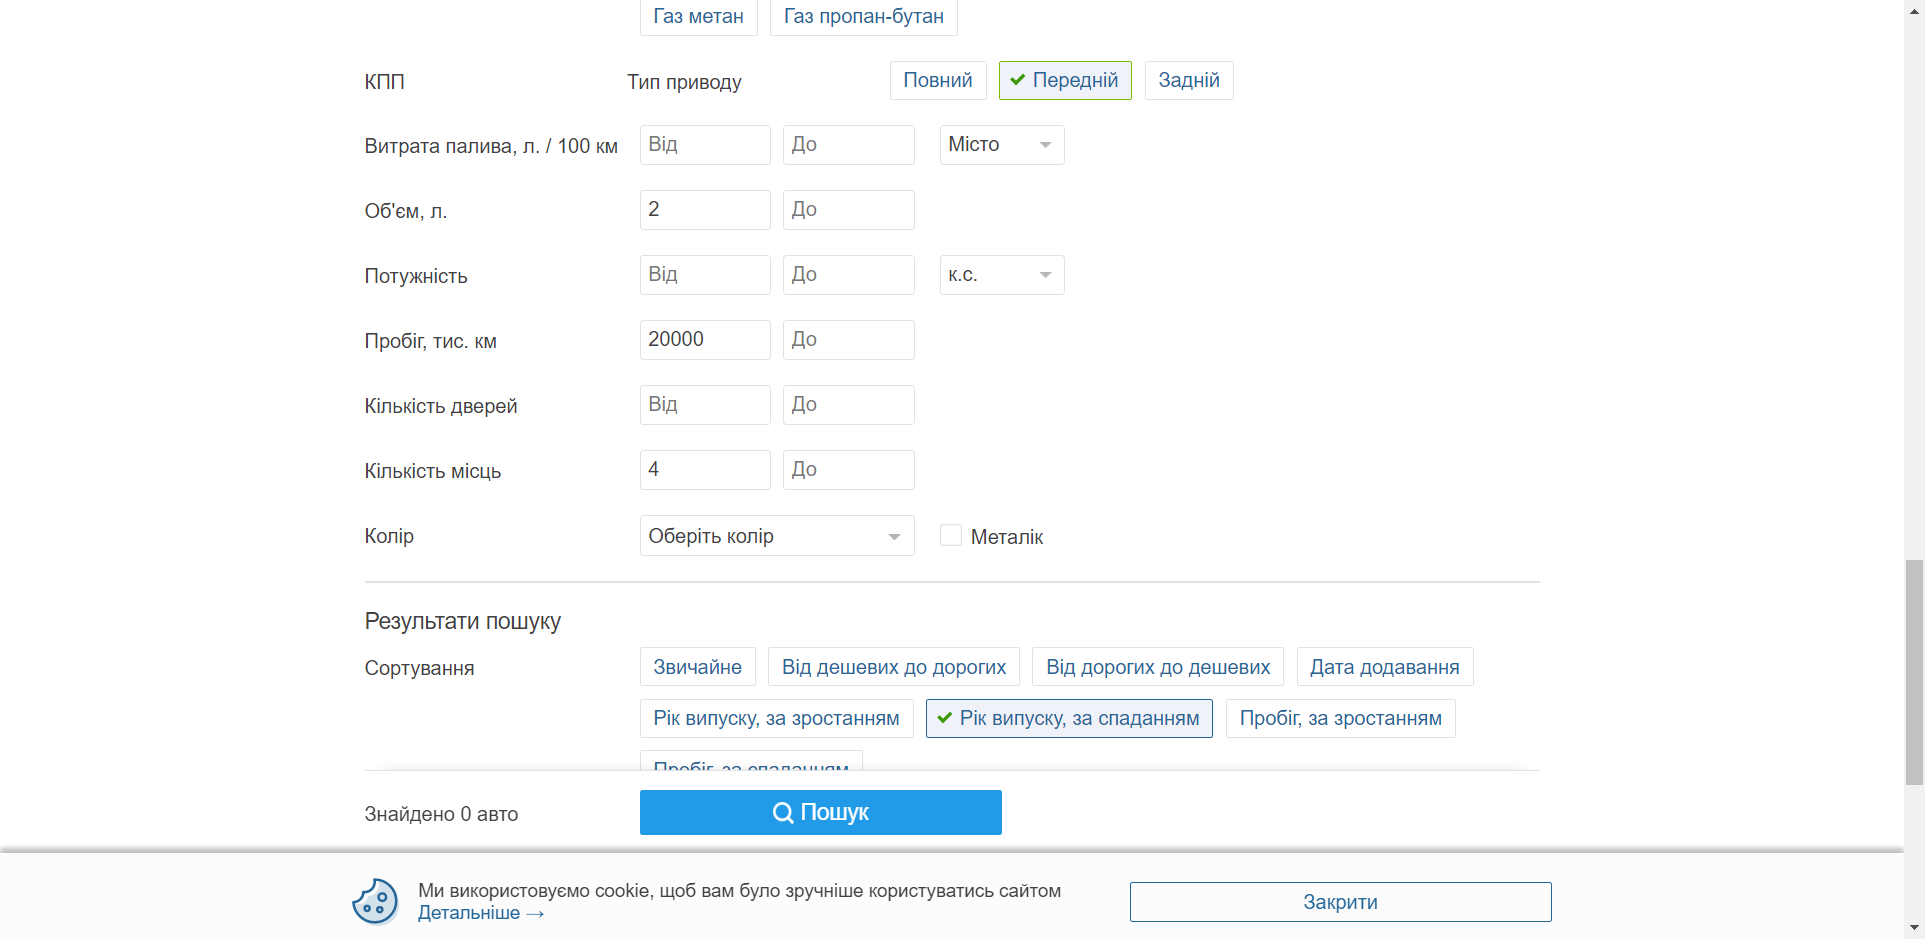 Газ метан Газ пропан-бутан
КПП Тип приводу Повний Передній Задній
Витрата палива, л. / 100 км Від До Місто
Об'єм, л. 2 До
Потужність Від До к.с.
Пробіг, тис. км 20000 До
Кількість дверей Від До
Кількість місць 4 До
Колір Оберіть колір Металік
Результати пошуку
Сортування Звичайне Від дешевих до дорогих Від дорогих до дешевих Дата додавання
Рік випуску, за зростанням Рік випуску, за спаданням Пробіг, за зростанням
Пробіг, за спаданням
Знайдено 0 авто Пошук
Ми використовуємо cookie, щоб вам було зручніше користуватись сайтом
Детальніше → Закрити